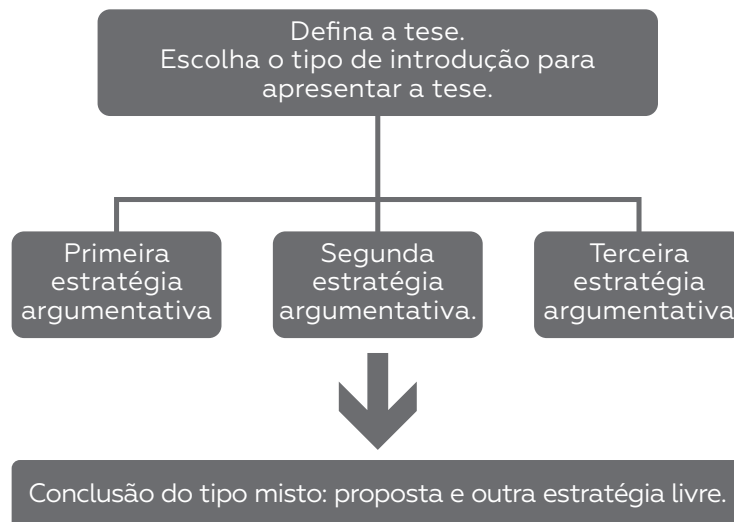 Defina a tese.
Escolha o tipo de introdução para
apresentar a tese.
Primeira
estratégia
argumentativa
Segunda
estratégia
argumentativa.
Terceira
estratégia
argumentativa
Conclusão do tipo misto: proposta e outra estratégia livre.